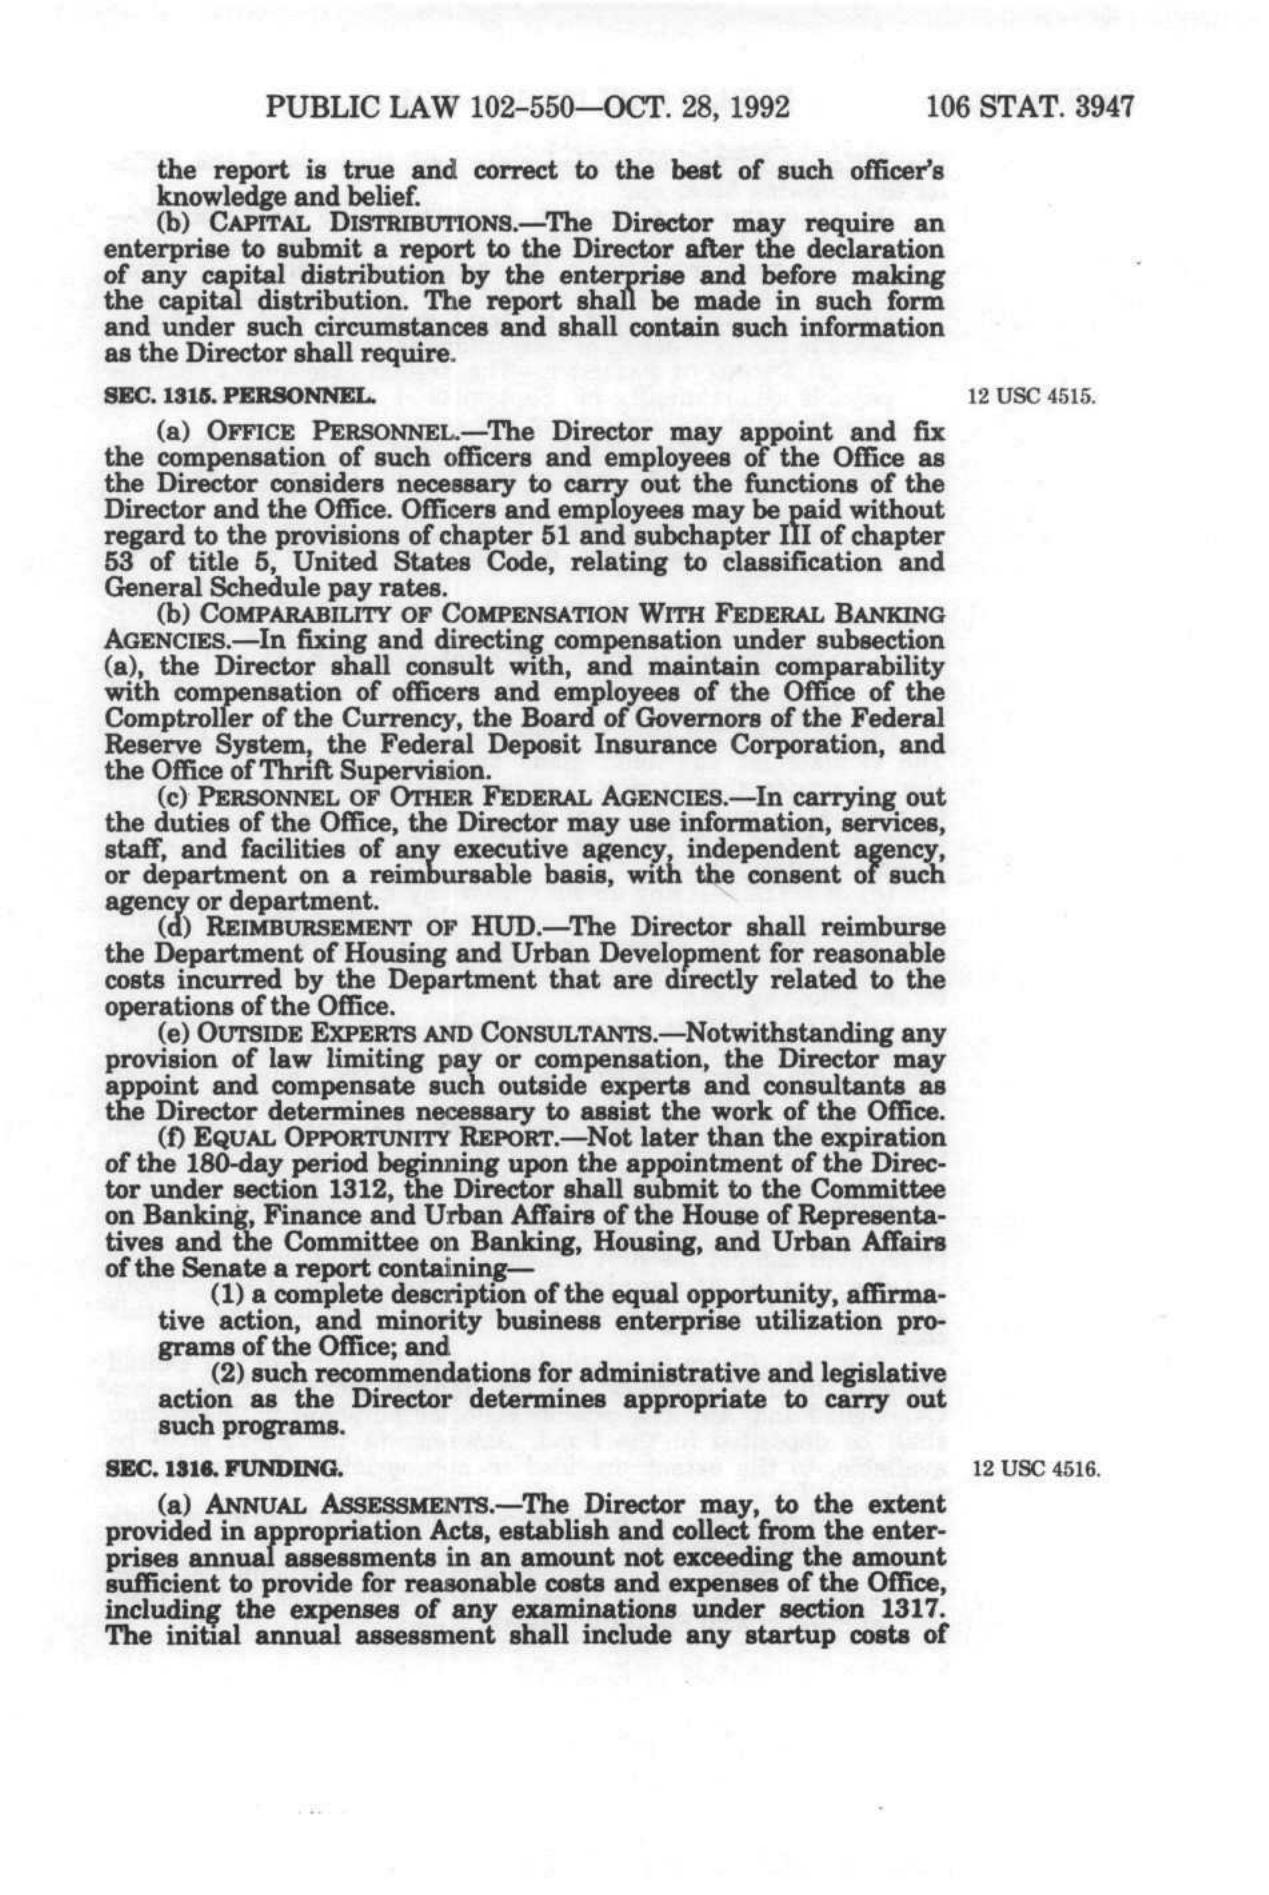 PUBLIC LAW 102–550—OCT. 28, 1992 106 STAT. 3947
the report is true and correct to the best of such officer's
knowledge and belief.
(b) CAPITAL DISTRIBUTIONS.—The Director may require an
enterprise to submit a report to the Director after the declaration
of any capital distribution by the enterprise and before making
the capital distribution. The report shall be made in such form
and under such circumstances and shall contain such information
as the Director shall require.
SEC. 1315. PERSONNEL. 12 USC 4515.
(a) OFFICE PERSONNEL.—The Director may appoint and fix
the compensation of such officers and employees of the Office as
the Director considers necessary to carry out the functions of the
Director and the Office. Officers and employees may be paid without
regard to the provisions of chapter 51 and subchapter III of chapter
53 of title 5, United States Code, relating to classification and
General Schedule pay rates.
(b) COMPARABILITY OF COMPENSATION WITH FEDERAL BANKING
AGENCIES.—In fixing and directing compensation under subsection
(a), the Director shall consult with, and maintain comparability
with compensation of officers and employees of the Office of the
Comptroller of the Currency, the Board of Governors of the Federal
Reserve System, the Federal Deposit Insurance Corporation, and
the Office of Thrift Supervision.
(c) PERSONNEL OF OTHER FEDERAL AGENCIES.—In carrying out
the duties of the Office, the Director may use information, services,
staff, and facilities of any executive agency, independent agency,
or department on a reimbursable basis, with the consent of such
agency or department.
(d) REIMBURSEMENT OF HUD.—The Director shall reimburse
the Department of Housing and Urban Development for reasonable
costs incurred by the Department that are directly related to the
operations of the Office.
(e) OUTSIDE EXPERTS AND CONSULTANTS.—Notwithstanding any
provision of law limiting pay or compensation, the Director may
appoint and compensate such outside experts and consultants as
the Director determines necessary to assist the work of the Office.
(f) EQUAL OPPORTUNITY REPORT.—Not later than the expiration
of the 180-day period beginning upon the appointment of the Direc-
tor under section 1312, the Director shall submit to the Committee
on Banking, Finance and Urban Affairs of the House of Representa-
tives and the Committee on Banking, Housing, and Urban Affairs
of the Senate a report containing—
(1) a complete description of the equal opportunity, affirma-
tive action, and minority business enterprise utilization pro-
grams of the Office; and
(2) such recommendations for administrative and legislative
action as the Director determines appropriate to carry out
such programs.
SEC. 1316. FUNDING. 12 USC 4516.
(a) ANNUAL ASSESSMENTS.—The Director may, to the extent
provided in appropriation Acts, establish and collect from the enter-
prises annual assessments in an amount not exceeding the amount
sufficient to provide for reasonable costs and expenses of the Office,
including the expenses of any examinations under section 1317.
The initial annual assessment shall include any startup costs of